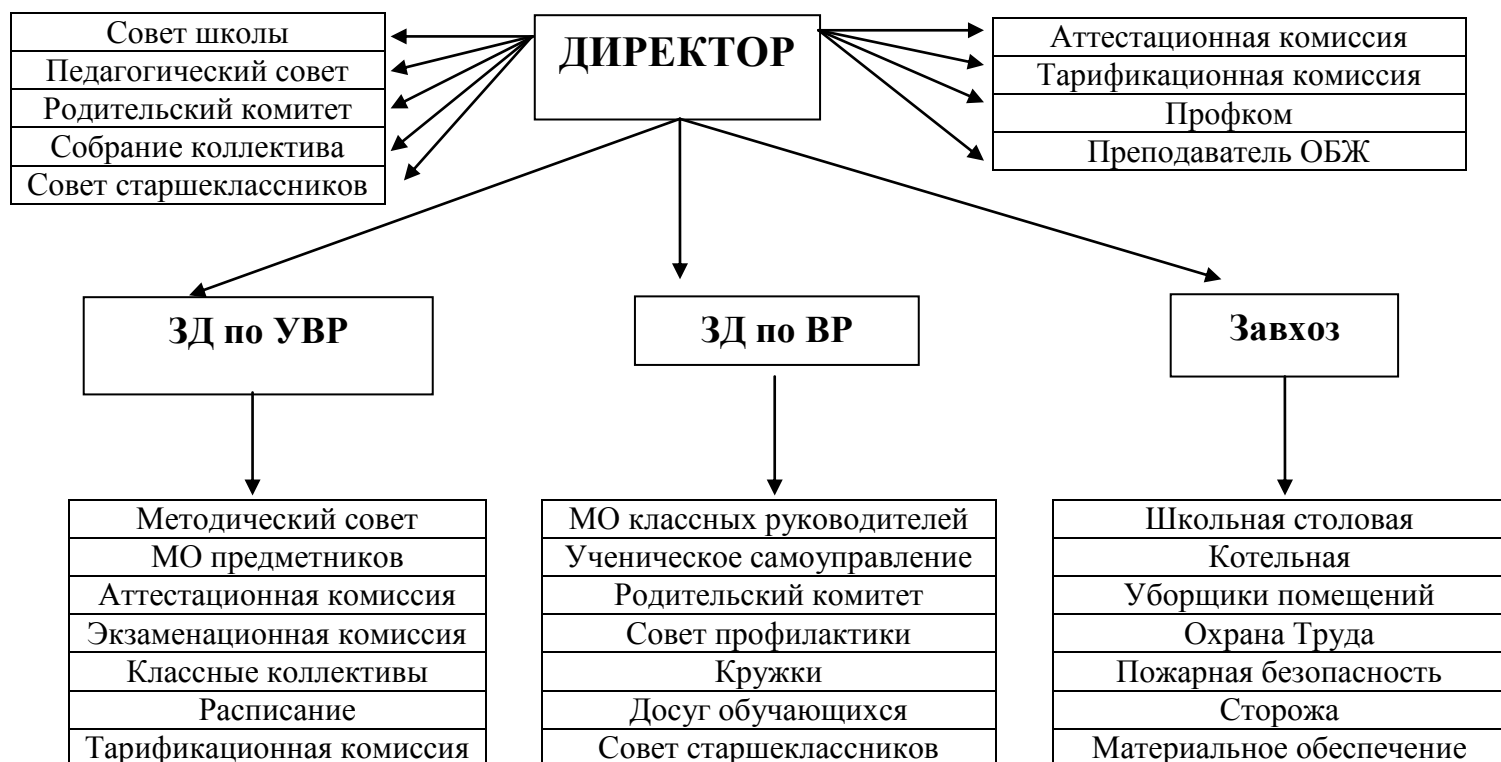 Совет школы
Педагогический совет
Родительский комитет
Собрание коллектива
Совет старшеклассников
ДИРЕКТОР
Аттестационная комиссия
Тарификационная комиссия
Профком
Преподаватель ОБЖ
ЗД по УВР
ЗД по ВР
Завхоз
Методический совет
МО предметников
Аттестационная комиссия
Экзаменационная комиссия
Классные коллективы
Расписание
Тарификационная комиссия
МО классных руководителей
Ученическое самоуправление
Родительский комитет
Совет профилактики
Кружки
Досуг обучающихся
Совет старшеклассников
Школьная столовая
Котельная
Уборщики помещений
Охрана Труда
Пожарная безопасность
Сторожа
Материальное обеспечение